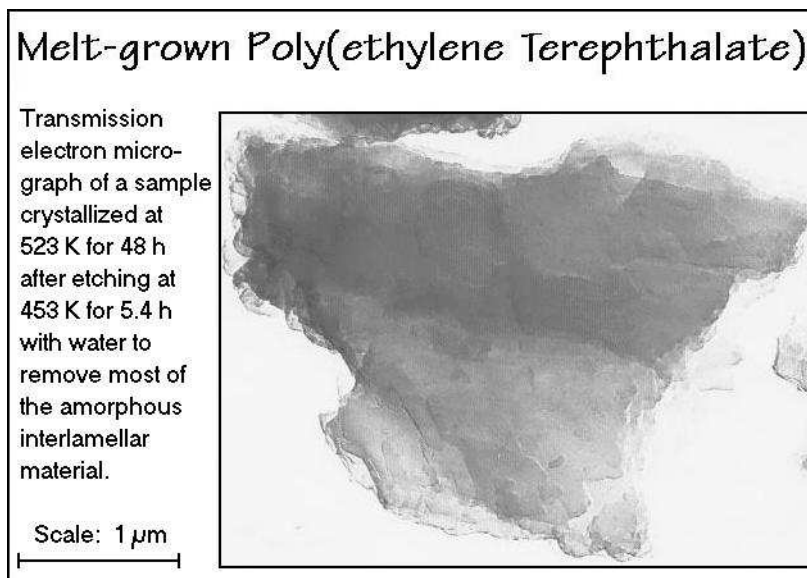 Melt-grown Poly(ethylene Terephthalate)
Transmission
electron micro-
graph of a sample
crystallized at
523 K for 48 h
after etching at
453 K for 5.4 h
with water to
remove most of
the amorphous
interlamellar
material.
Scale: 1 µm